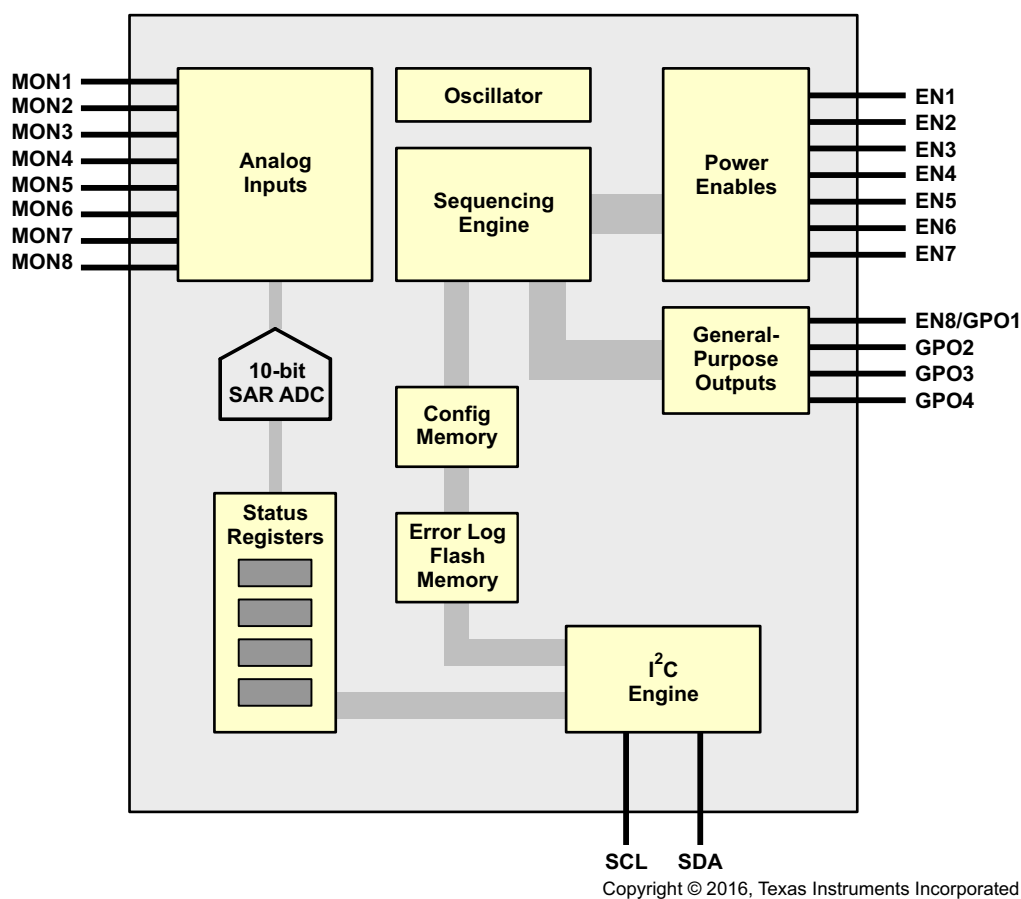 MON1
MON2
MON3
MON4
MON5
MON6
MON7
MON8
Analog
Inputs
Oscillator
Sequencing
Engine
Power
Enables
EN1
EN2
EN3
EN4
EN5
EN6
EN7
General-
Purpose
Outputs
EN8/GPO1
GPO2
GPO3
GPO4
10-bit
SAR ADC
Config
Memory
Status
Registers
Error Log
Flash
Memory
I²C
Engine
SCL SDA
Copyright © 2016, Texas Instruments Incorporated